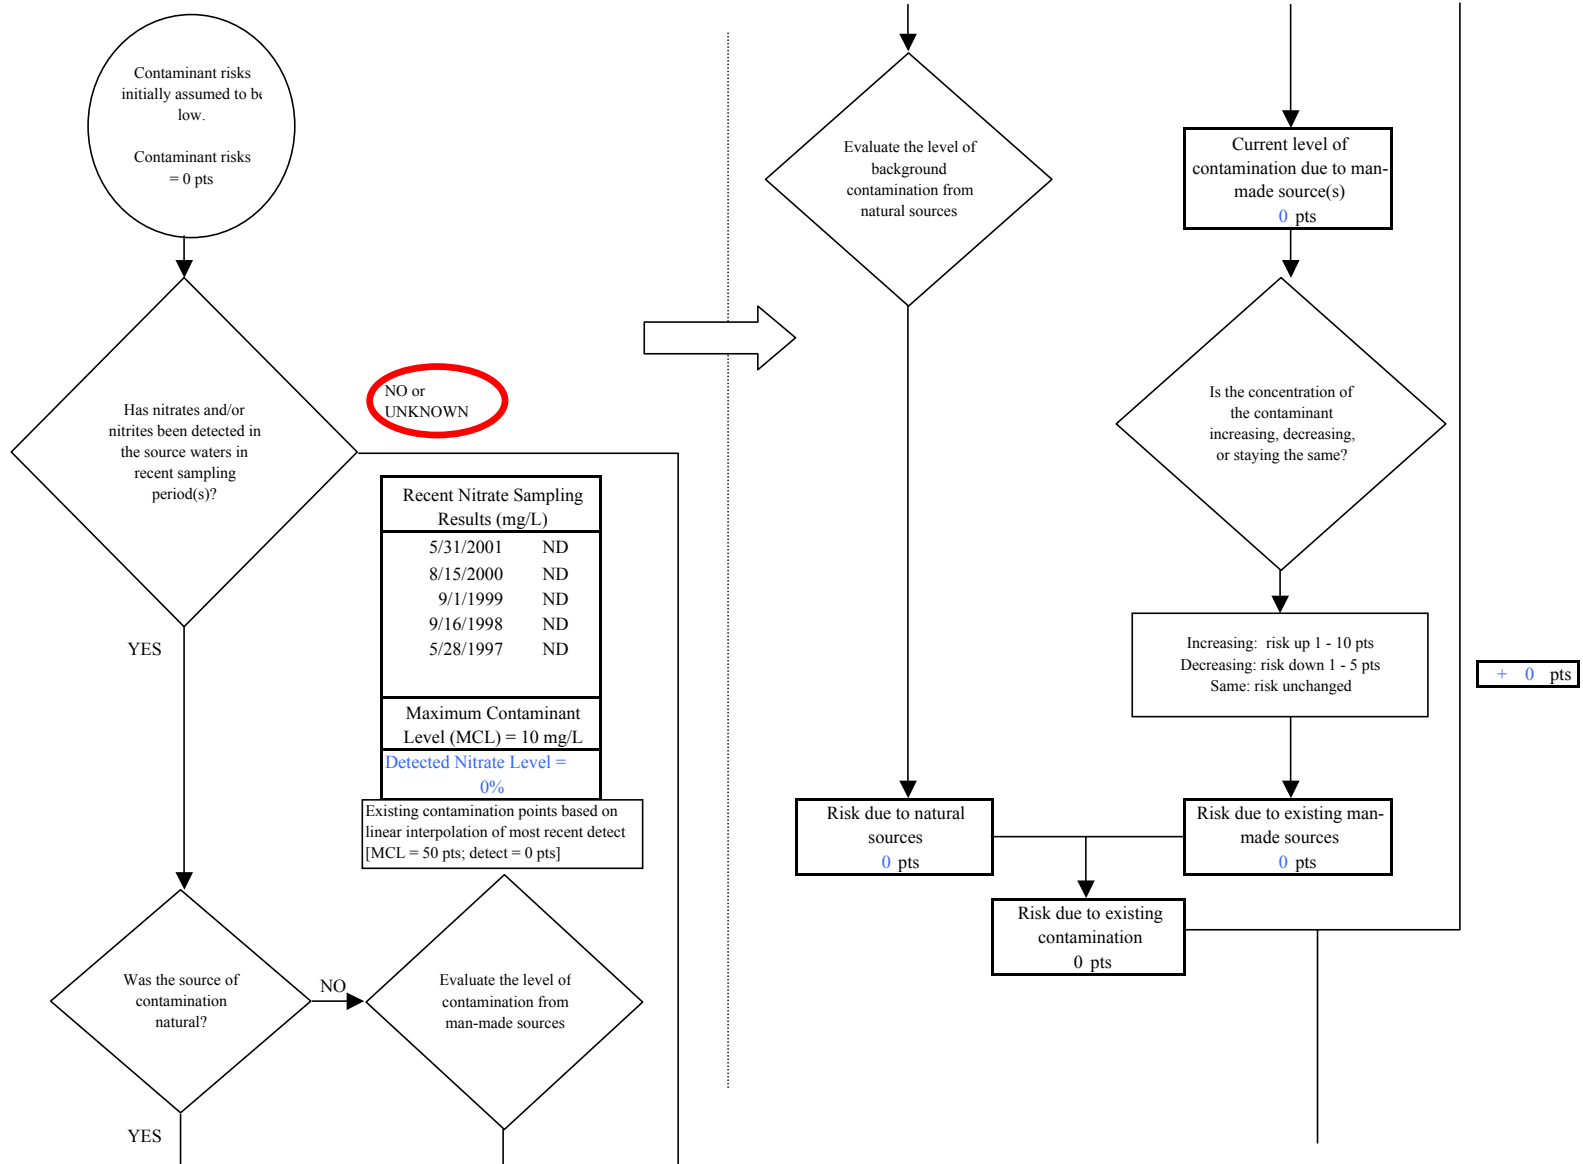 Contaminant risks
initially assumed to be
low.
Contaminant risks
= 0 pts
Has nitrates and/or
nitrites been detected in
the source waters in
recent sampling
period(s)?
NO or
UNKNOWN
YES
Recent Nitrate Sampling
Results (mg/L)
5/31/2001 ND
8/15/2000 ND
9/1/1999 ND
9/16/1998 ND
5/28/1997 ND
Maximum Contaminant
Level (MCL) = 10 mg/L
Detected Nitrate Level =
0%
Existing contamination points based on
linear interpolation of most recent detect
[MCL = 50 pts; detect = 0 pts]
Was the source of
contamination
natural?
NO
YES
Evaluate the level of
contamination from
man-made sources
Evaluate the level of
background
contamination from
natural sources
Current level of
contamination due to man-
made source(s)
0 pts
Is the concentration of
the contaminant
increasing, decreasing,
or staying the same?
Increasing: risk up 1 - 10 pts
Decreasing: risk down 1 - 5 pts
Same: risk unchanged
+ 0 pts
Risk due to natural
sources
0 pts
Risk due to existing man-
made sources
0 pts
Risk due to existing
contamination
0 pts